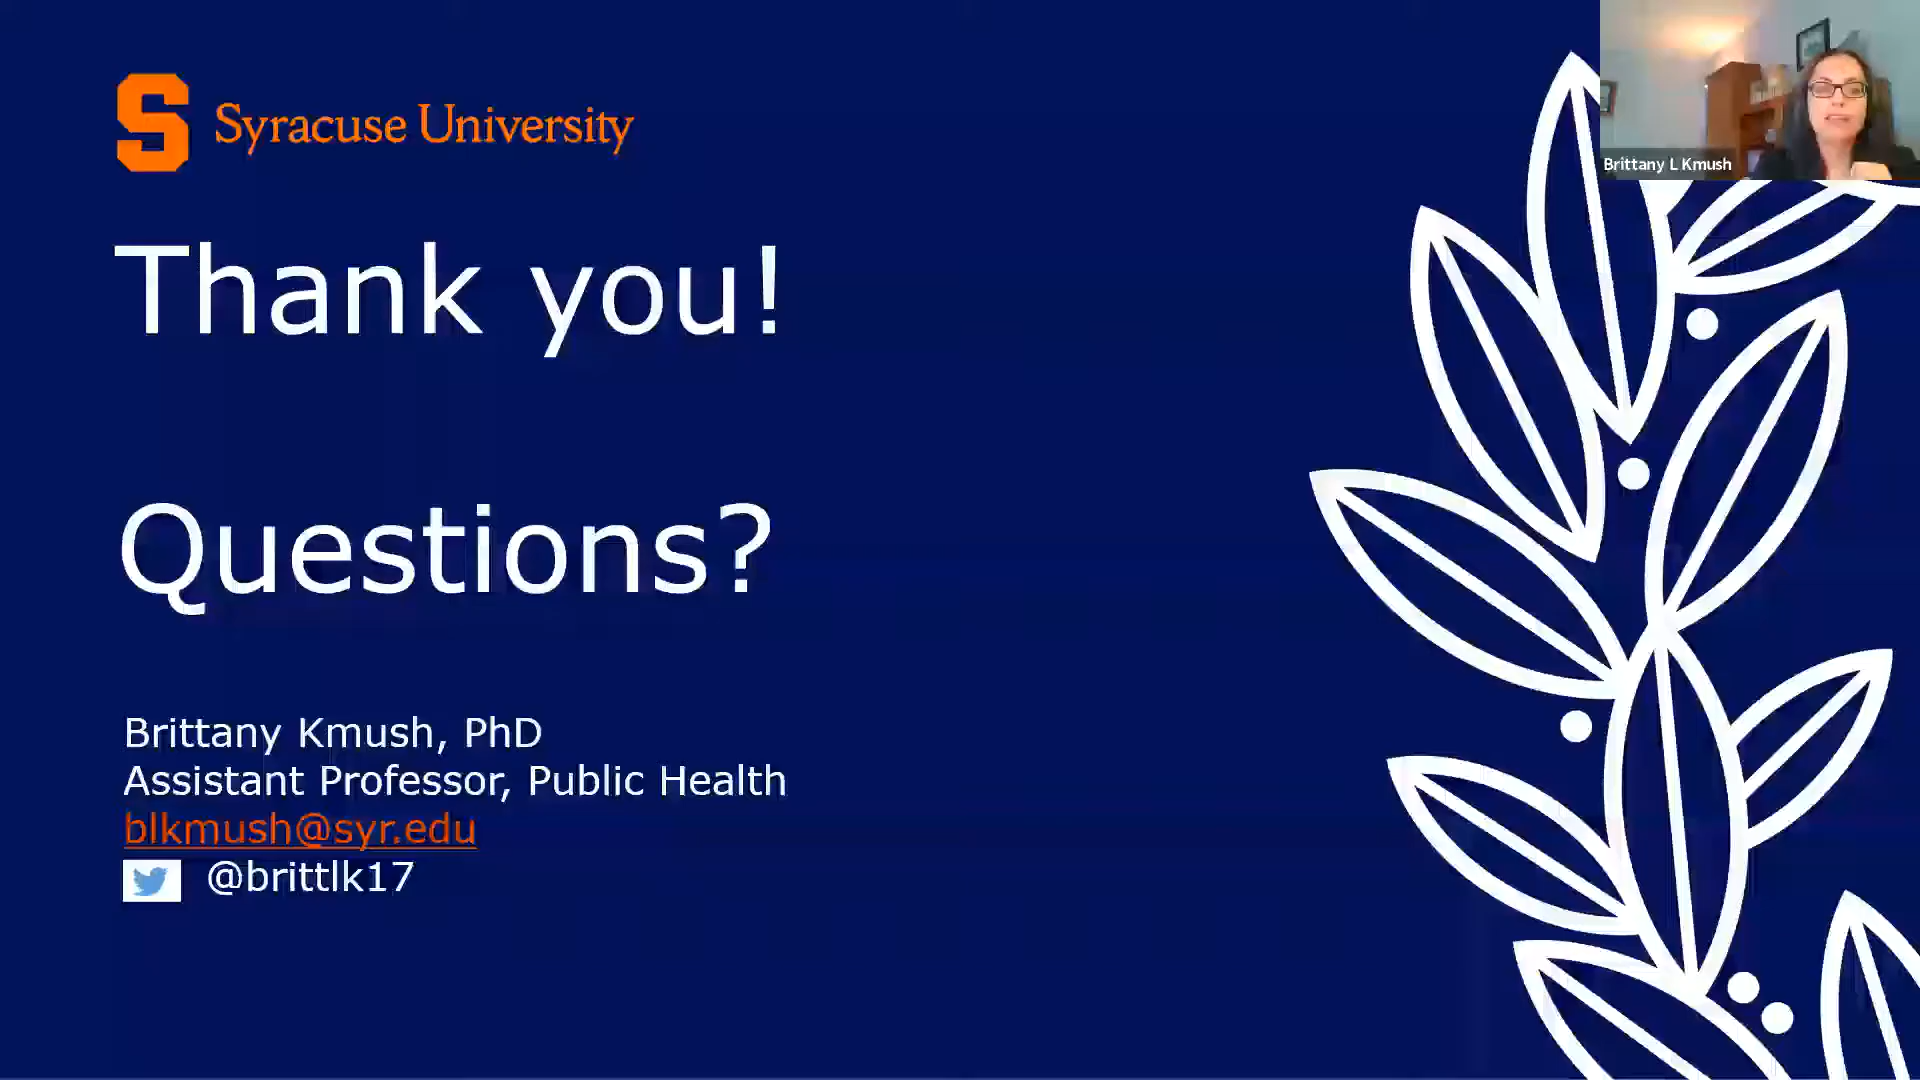 Syracuse University
Brittany L Kmush
Thank you!
Questions?
Brittany Kmush, PhD
Assistant Professor, Public Health
blkmush@syr.edu
@brittlk17